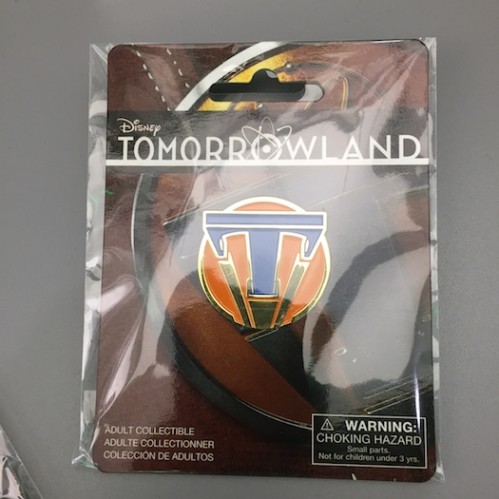 Disney
TOMORROWLAND
T
ADULT COLLECTIBLE
ADULTE COLLECTIONNER
COLECCIÓN DE ADULTOS
WARNING:
CHOKING HAZARD
Small parts.
Not for children under 3 yrs.